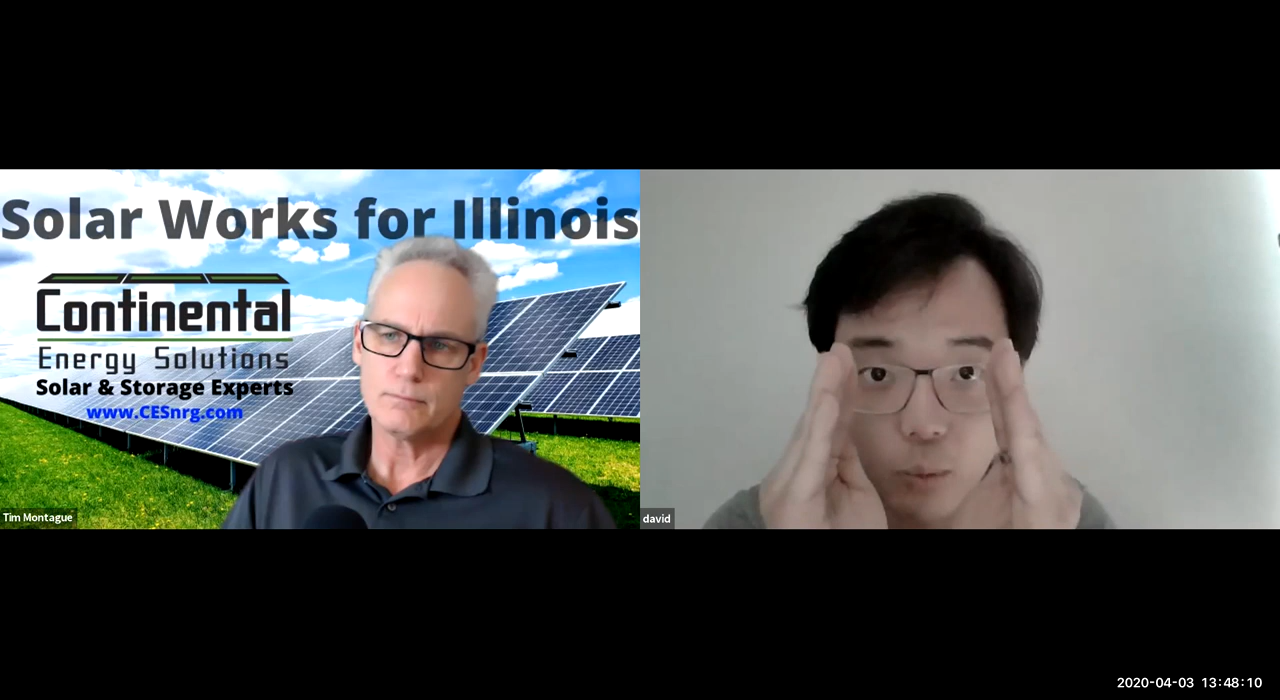 Solar Works for Illinois
Continental
Energy Solutions
Solar & Storage Experts
www.CESnrg.com
Tim Montague
david
2020-04-03 13:48:10